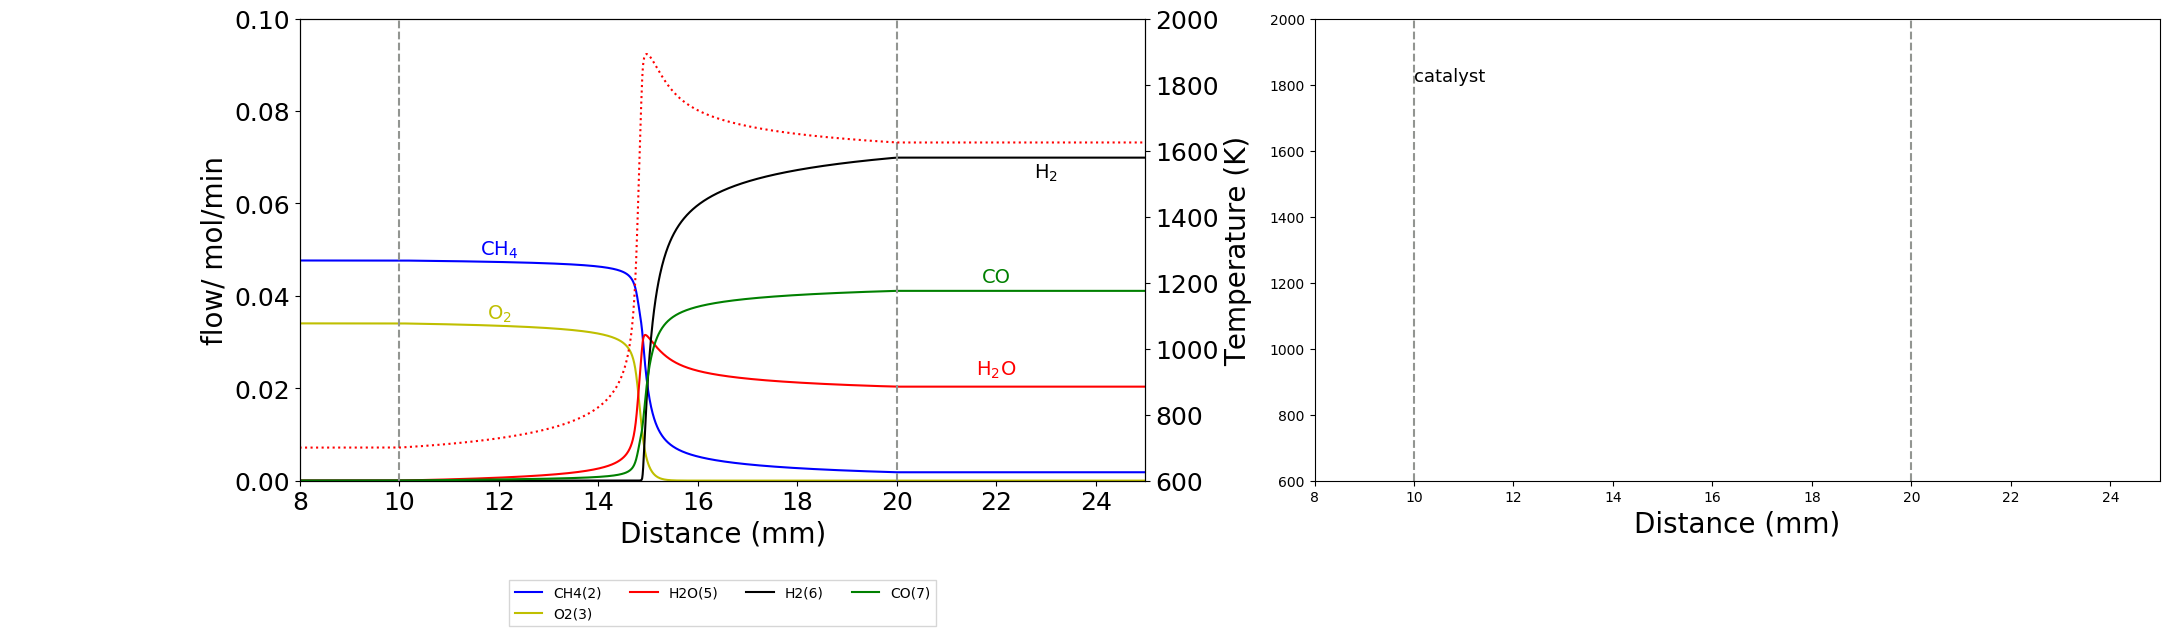 flow/ mol/min
0.10
0.08
0.06
0.04
0.02
0.00
CH4
O2
H2
CO
H2O
8 10 12 14 16 18 20 22 24
Distance (mm)
2000
1800
1600
1400
1200
1000
800
600
Temperature (K)
CH4(2) H2O(5) H2(6) CO(7)
O2(3)
2000
1800
1600
1400
1200
1000
800
600
catalyst
8 10 12 14 16 18 20 22 24
Distance (mm)